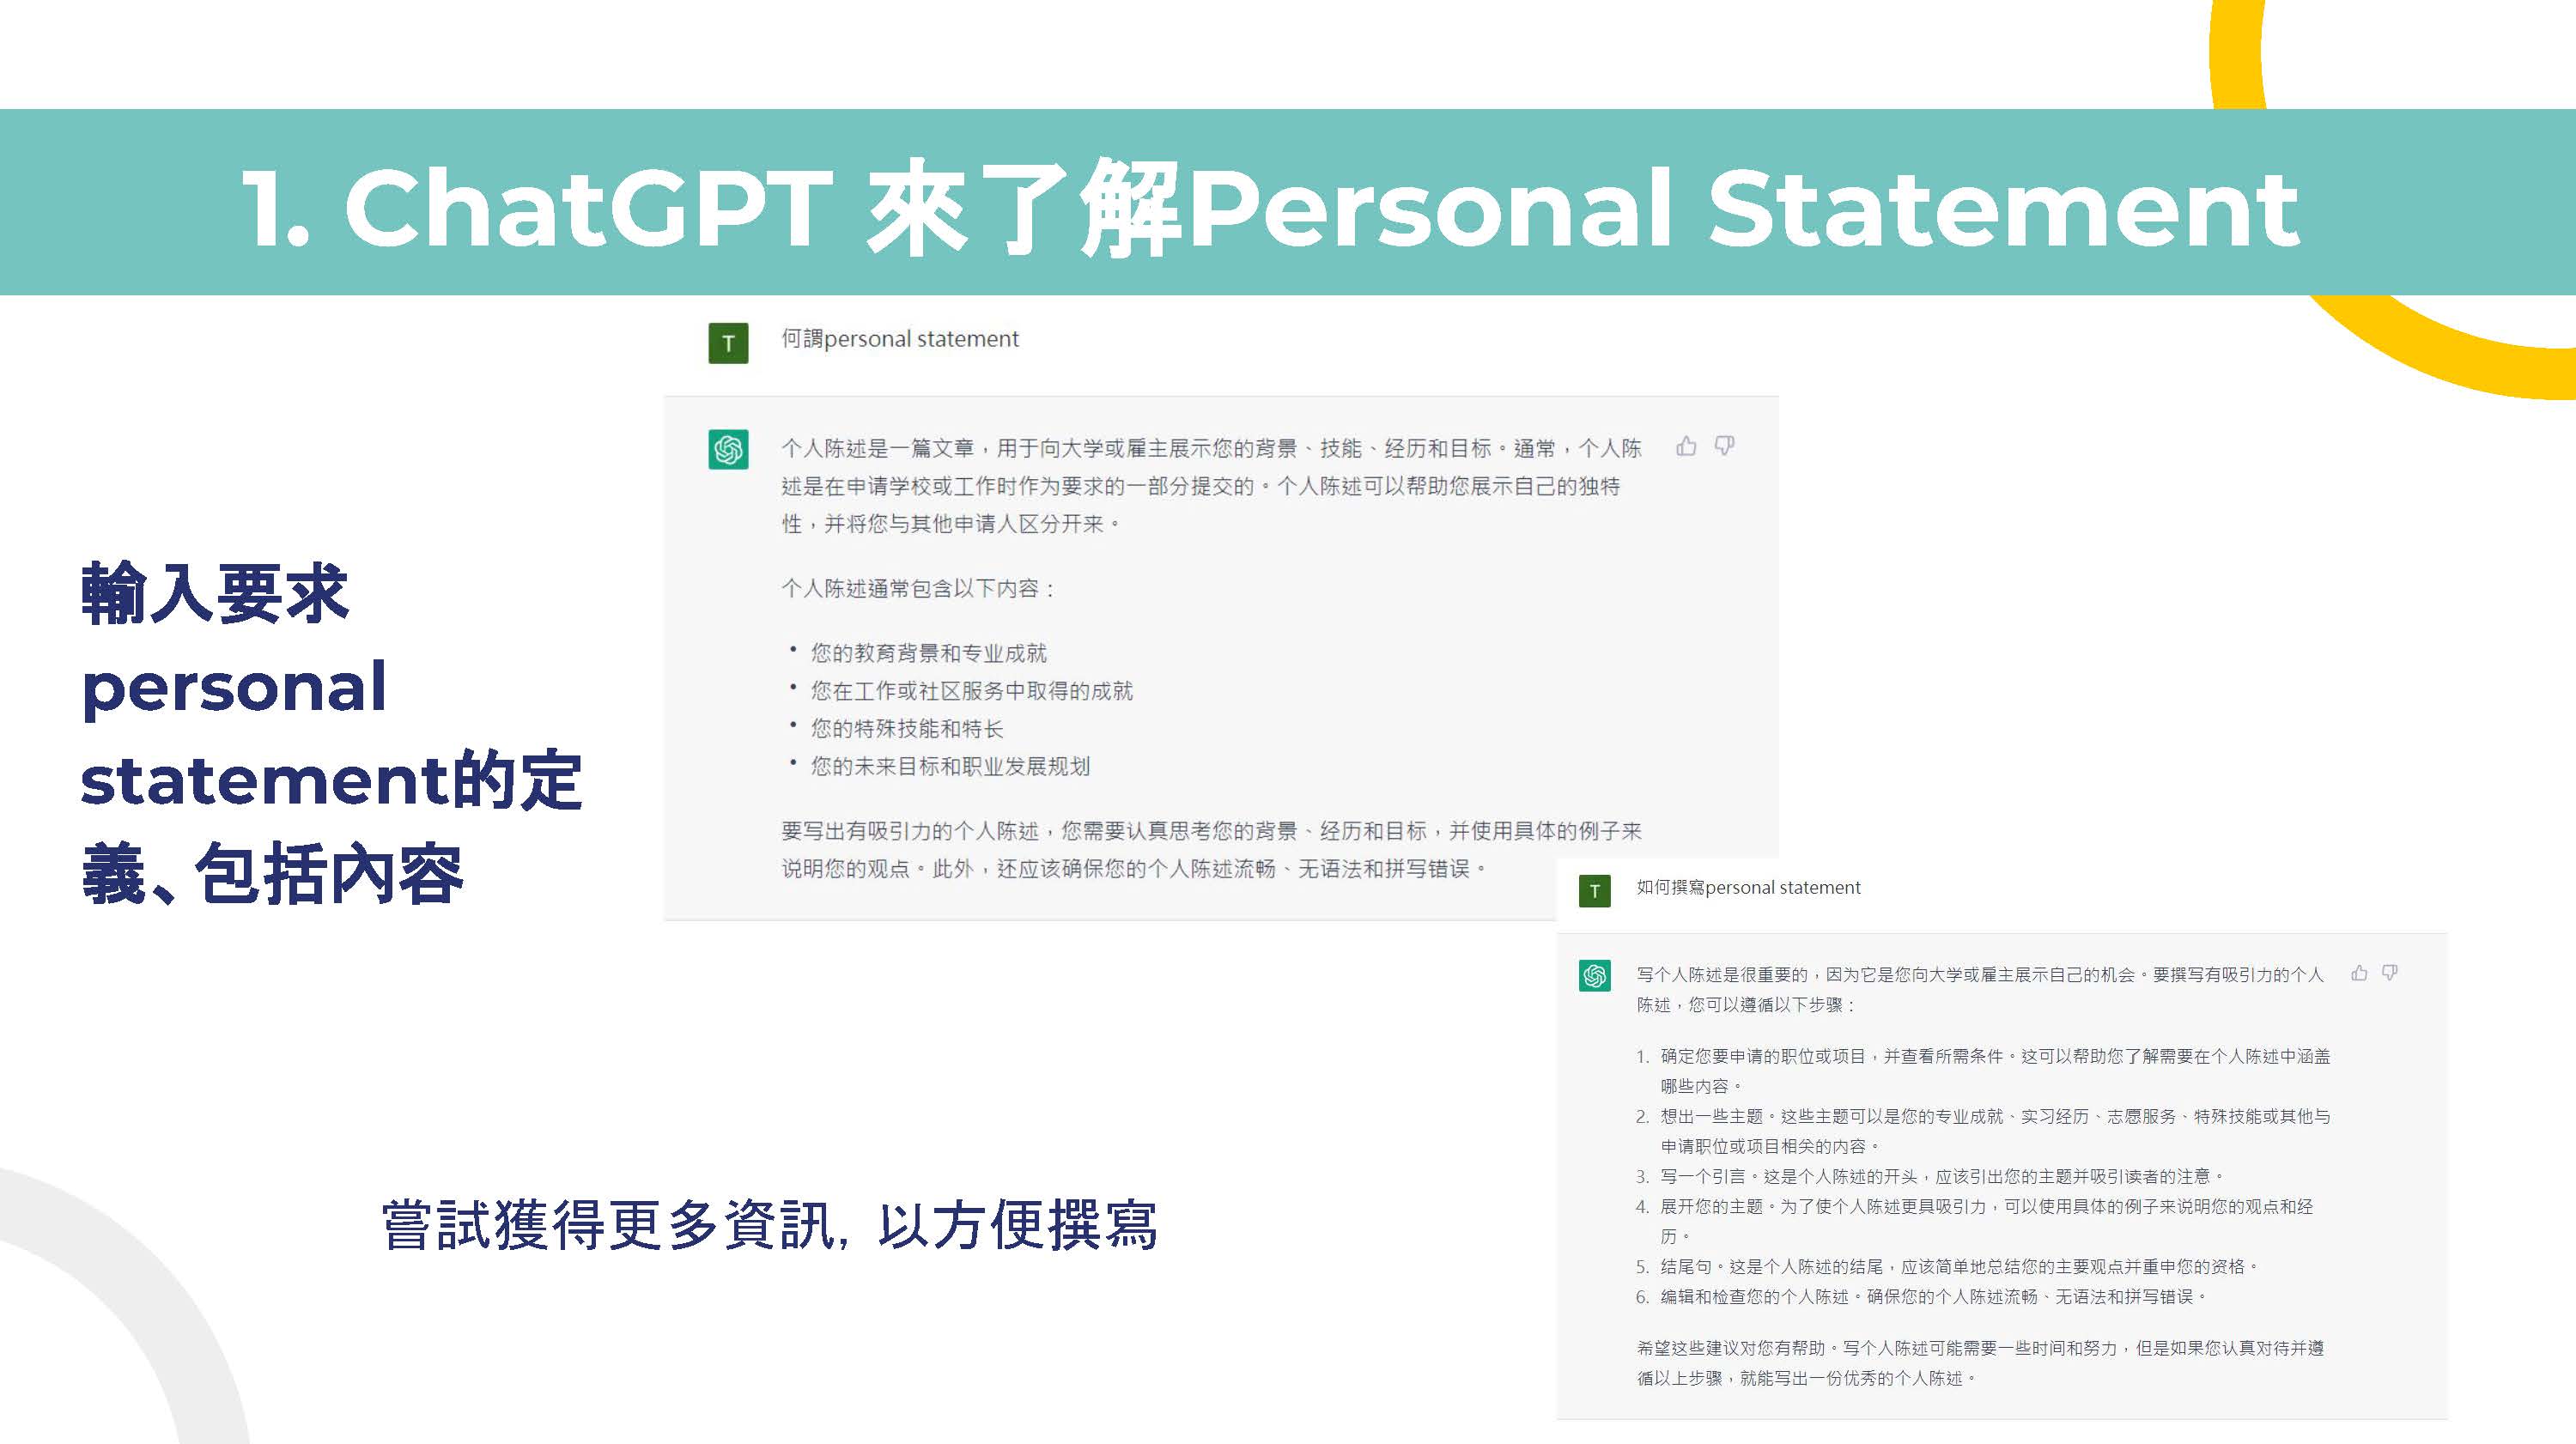 1. ChatGPT 來了解Personal Statement
輸入要求
personal
statement的定
義、包括內容
T
何謂personal statement
个人陈述是一篇文章，用于向大学或雇主展示您的背景、技能、经历和目标。通常，个人陈
述是在申请学校或工作时作为要求的一部分提交的。个人陈述可以帮助您展示自己的独特
性，并将您与其他申请人区分开来。
个人陈述通常包含以下内容：
• 您的教育背景和专业成就
• 您在工作或社区服务中取得的成就
• 您的特殊技能和特长
• 您的未来目标和职业发展规划
要写出有吸引力的个人陈述，您需要认真思考您的背景、经历和目标，并使用具体的例子来
说明您的观点。此外，还应该确保您的个人陈述流畅、无语法和拼写错误。
T
如何撰寫personal statement
写个人陈述是很重要的，因为它是您向大学或雇主展示自己的机会。要撰写有吸引力的个人
陈述，您可以遵循以下步骤：
1. 确定您要申请的职位或项目，并查看所需条件。这可以帮助您了解需要在个人陈述中涵盖
哪些内容。
2. 想出一些主题。这些主题可以是您的专业成就、实习经历、志愿服务、特殊技能或其他与
申请职位或项目相关的内容。
3. 写一个引言。这是个人陈述的开头，应该引出您的主题并吸引读者的注意。
4. 展开您的主题。为了使个人陈述更具吸引力，可以使用具体的例子来说明您的观点和经
历。
5. 结尾句。这是个人陈述的结尾，应该简单地总结您的主要观点并重申您的资格。
6. 编辑和检查您的个人陈述。确保您的个人陈述流畅、无语法和拼写错误。
希望这些建议对您有帮助。写个人陈述可能需要一些时间和努力，但是如果您认真对待并遵
循以上步骤，就能写出一份优秀的个人陈述。
嘗試獲得更多資訊，以方便撰寫